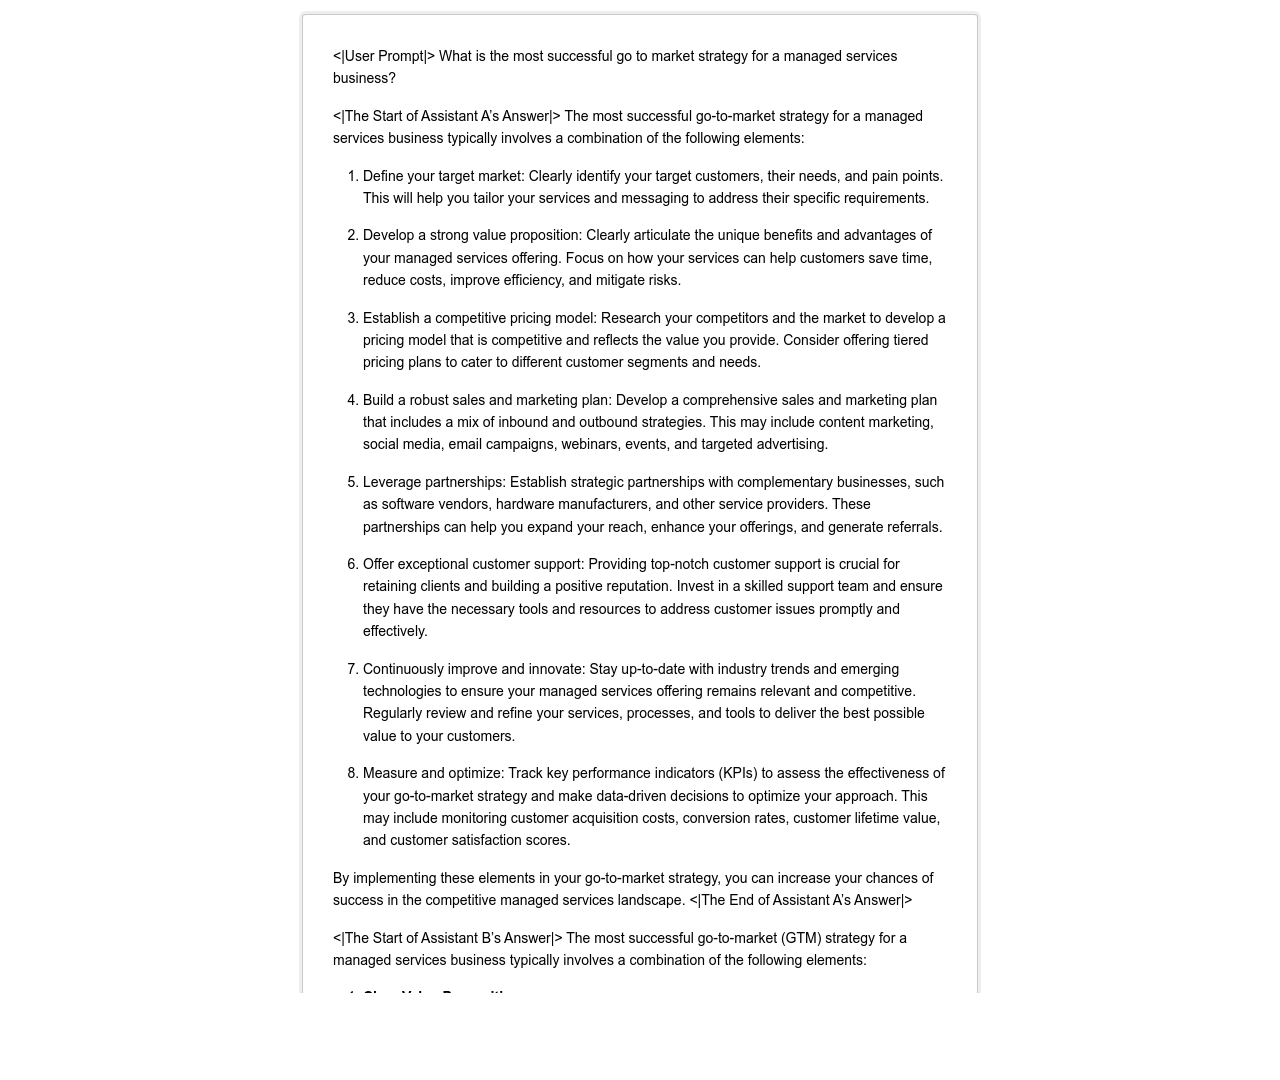 <|User Prompt|> What is the most successful go to market strategy for a managed services
business?
<|The Start of Assistant A’s Answer|> The most successful go-to-market strategy for a managed
services business typically involves a combination of the following elements:
1. Define your target market: Clearly identify your target customers, their needs, and pain points.
This will help you tailor your services and messaging to address their specific requirements.
2. Develop a strong value proposition: Clearly articulate the unique benefits and advantages of
your managed services offering. Focus on how your services can help customers save time,
reduce costs, improve efficiency, and mitigate risks.
3. Establish a competitive pricing model: Research your competitors and the market to develop a
pricing model that is competitive and reflects the value you provide. Consider offering tiered
pricing plans to cater to different customer segments and needs.
4. Build a robust sales and marketing plan: Develop a comprehensive sales and marketing plan
that includes a mix of inbound and outbound strategies. This may include content marketing,
social media, email campaigns, webinars, events, and targeted advertising.
5. Leverage partnerships: Establish strategic partnerships with complementary businesses, such
as software vendors, hardware manufacturers, and other service providers. These
partnerships can help you expand your reach, enhance your offerings, and generate referrals.
6. Offer exceptional customer support: Providing top-notch customer support is crucial for
retaining clients and building a positive reputation. Invest in a skilled support team and ensure
they have the necessary tools and resources to address customer issues promptly and
effectively.
7. Continuously improve and innovate: Stay up-to-date with industry trends and emerging
technologies to ensure your managed services offering remains relevant and competitive.
Regularly review and refine your services, processes, and tools to deliver the best possible
value to your customers.
8. Measure and optimize: Track key performance indicators (KPIs) to assess the effectiveness of
your go-to-market strategy and make data-driven decisions to optimize your approach. This
may include monitoring customer acquisition costs, conversion rates, customer lifetime value,
and customer satisfaction scores.
By implementing these elements in your go-to-market strategy, you can increase your chances of
success in the competitive managed services landscape. <|The End of Assistant A’s Answer|>
<|The Start of Assistant B’s Answer|> The most successful go-to-market (GTM) strategy for a
managed services business typically involves a combination of the following elements: